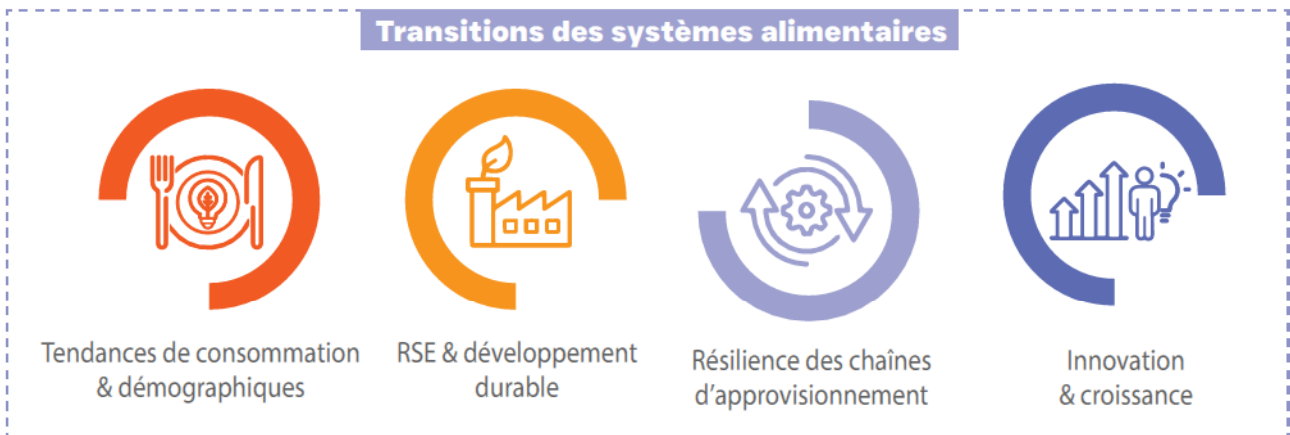 Transitions des systèmes alimentaires
Tendances de consommation
& démographiques
RSE & développement
durable
Résilience des chaînes
d'approvisionnement
Innovation
& croissance